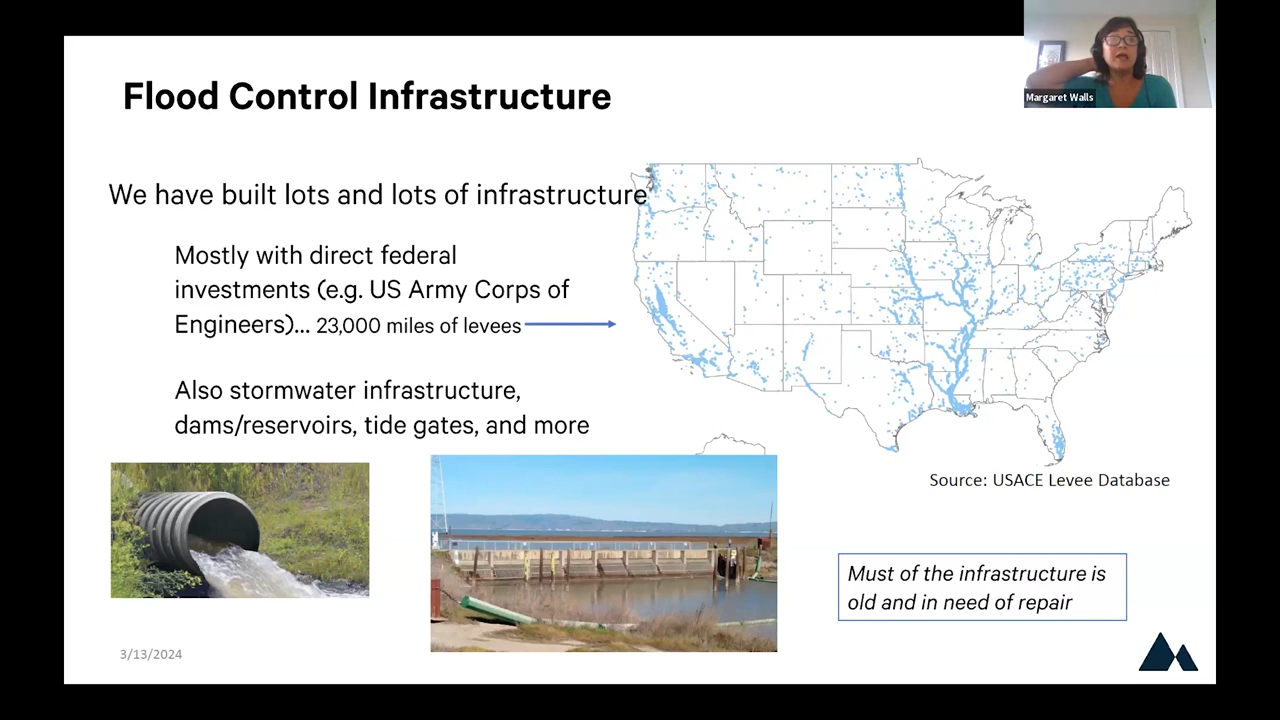 Margaret Walls
Flood Control Infrastructure
We have built lots and lots of infrastructure
Mostly with direct federal
investments (e.g. US Army Corps of
Engineers)... 23,000 miles of levees
Also stormwater infrastructure,
dams/reservoirs, tide gates, and more
Source: USACE Levee Database
Must of the infrastructure is
old and in need of repair
3/13/2024